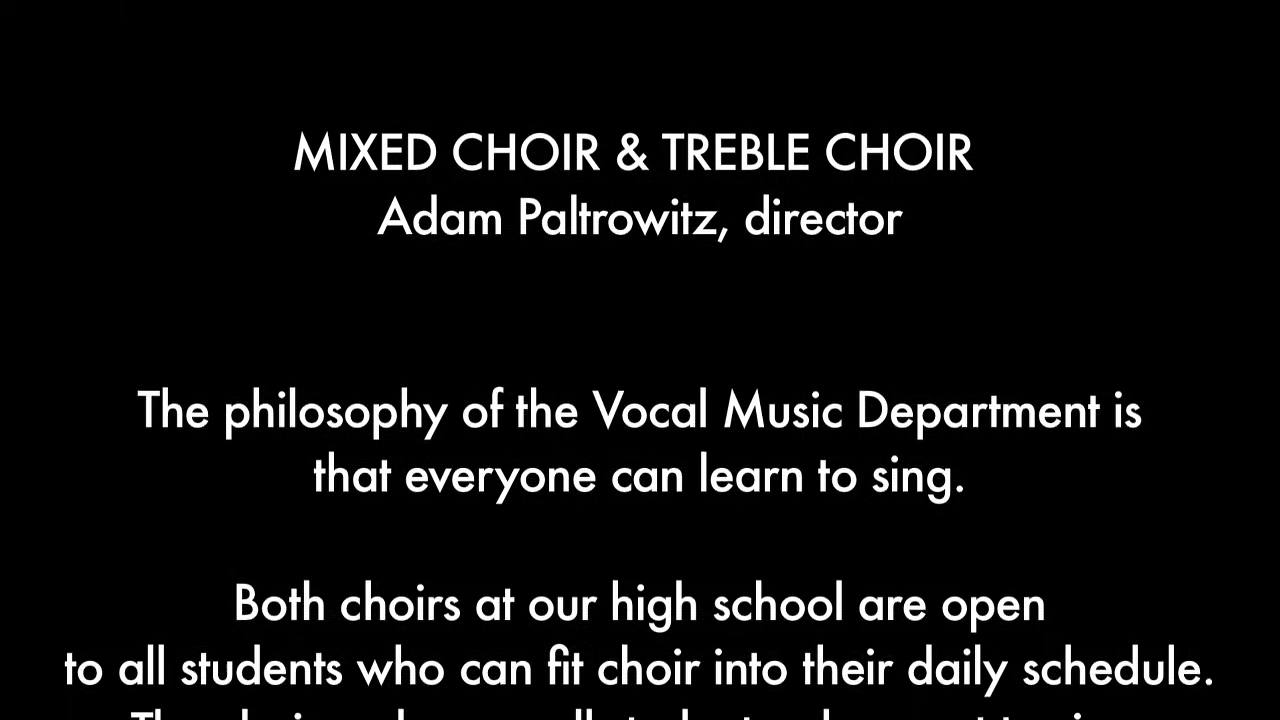 MIXED CHOIR & TREBLE CHOIR
Adam Paltrowitz, director
The philosophy of the Vocal Music Department is
that everyone can learn to sing.
Both choirs at our high school are open
to all students who can fit choir into their daily schedule.